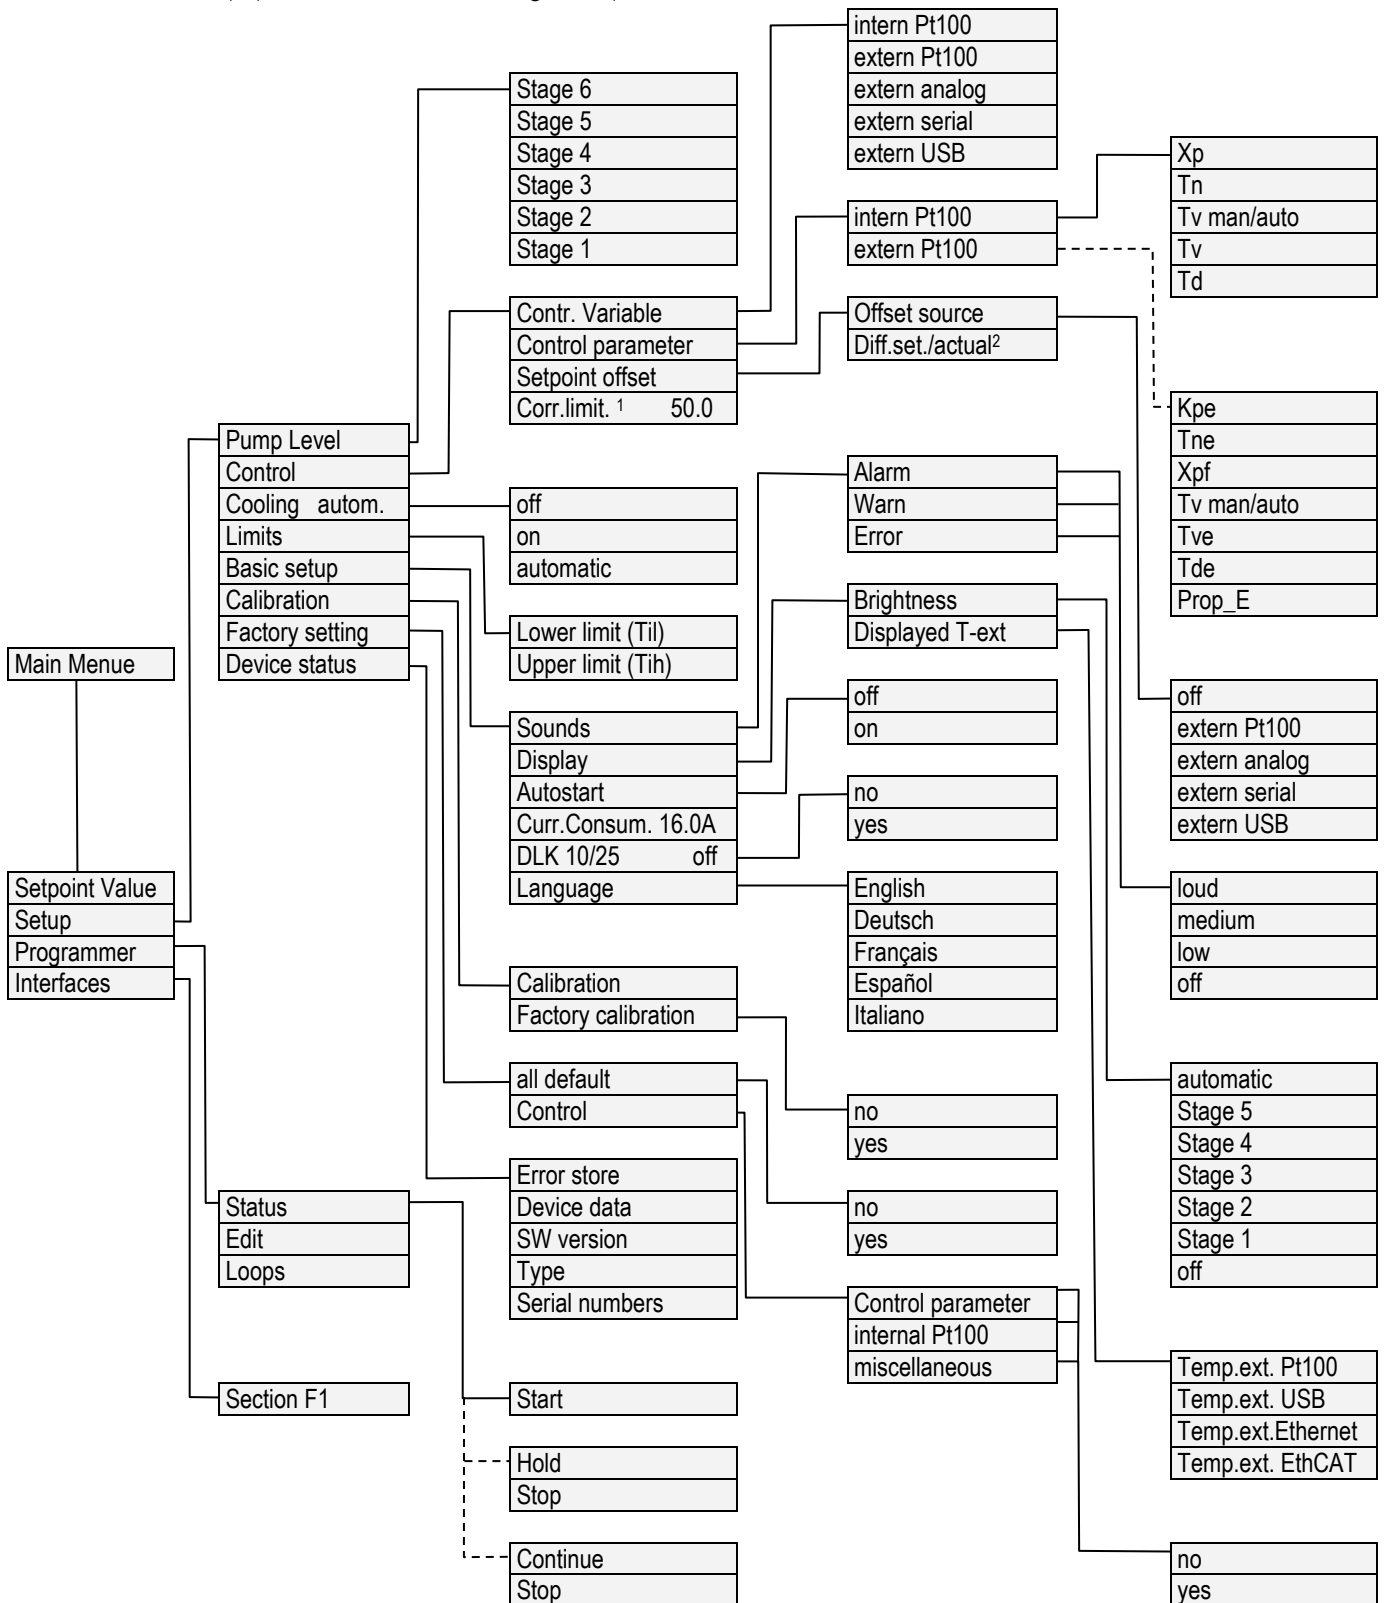 intern Pt100
extern Pt100
extern analog
extern serial
extern USB
Stage 6
Stage 5
Stage 4
Stage 3
Stage 2
Stage 1
Xp
Tn
Tv man/auto
Tv
Td
intern Pt100
extern Pt100
Contr. Variable
Control parameter
Setpoint offset
Corr.limit. 1 50.0
Offset source
Diff.set./actual2
Kpe
Tne
Xpf
Tv man/auto
Tve
Tde
Prop_E
Pump Level
Control
Cooling autom.
Limits
Basic setup
Calibration
Factory setting
Device status
off
on
automatic
Alarm
Warn
Error
Brightness
Displayed T-ext
Lower limit (Til)
Upper limit (Tih)
Main Menue
off
extern Pt100
extern analog
extern serial
extern USB
off
on
Sounds
Display
Autostart
Curr.Consum. 16.0A
DLK 10/25 off
Language
no
yes
Setpoint Value
Setup
Programmer
Interfaces
English
Deutsch
Français
Español
Italiano
loud
medium
low
off
Calibration
Factory calibration
all default
Control
no
yes
automatic
Stage 5
Stage 4
Stage 3
Stage 2
Stage 1
off
Error store
Device data
SW version
Type
Serial numbers
Status
Edit
Loops
no
yes
Control parameter
internal Pt100
miscellaneous
Temp.ext. Pt100
Temp.ext. USB
Temp.ext.Ethernet
Temp.ext. EthCAT
Section F1
Start
Hold
Stop
Continue
Stop
no
yes